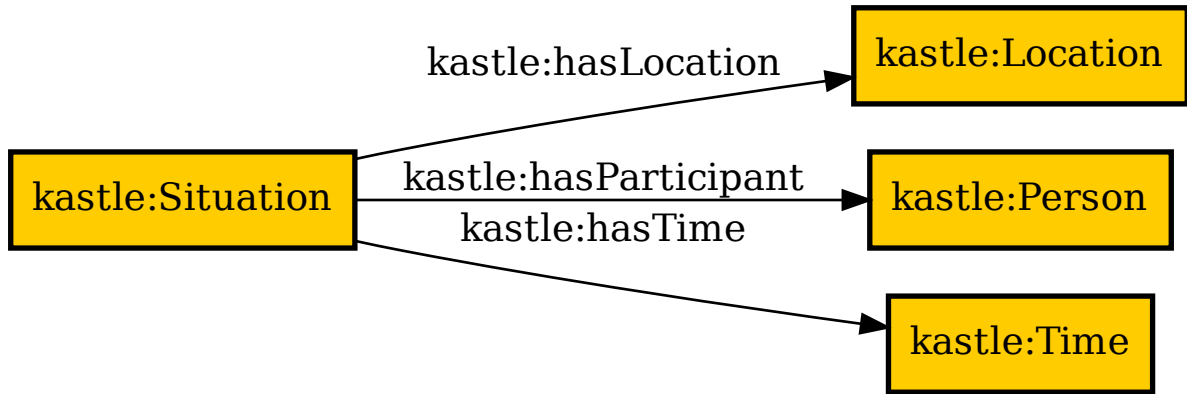 kastle:Location
kastle:hasLocation
kastle:Situation
kastle:hasParticipant
kastle:Person
kastle:hasTime
kastle:Time